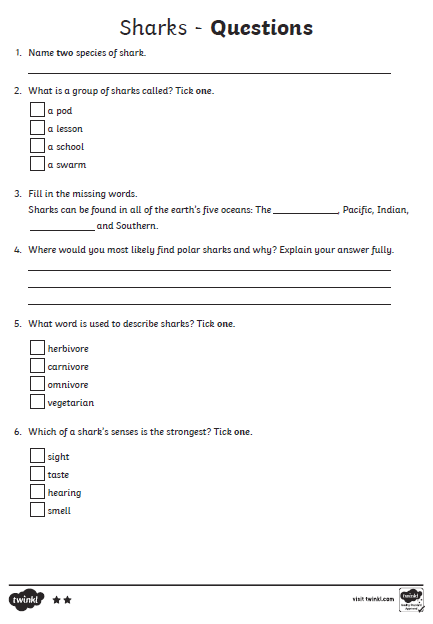 Sharks - Questions
1. Name two species of shark.
2. What is a group of sharks called? Tick one.
a pod
a lesson
a school
a swarm
3. Fill in the missing words.
Sharks can be found in all of the earth's five oceans: The ____________, Pacific, Indian,
____________ and Southern.
4. Where would you most likely find polar sharks and why? Explain your answer fully.
5. What word is used to describe sharks? Tick one.
herbivore
carnivore
omnivore
vegetarian
6. Which of a shark's senses is the strongest? Tick one.
sight
taste
hearing
smell
twinkl
visit twinkl.com
twinkl